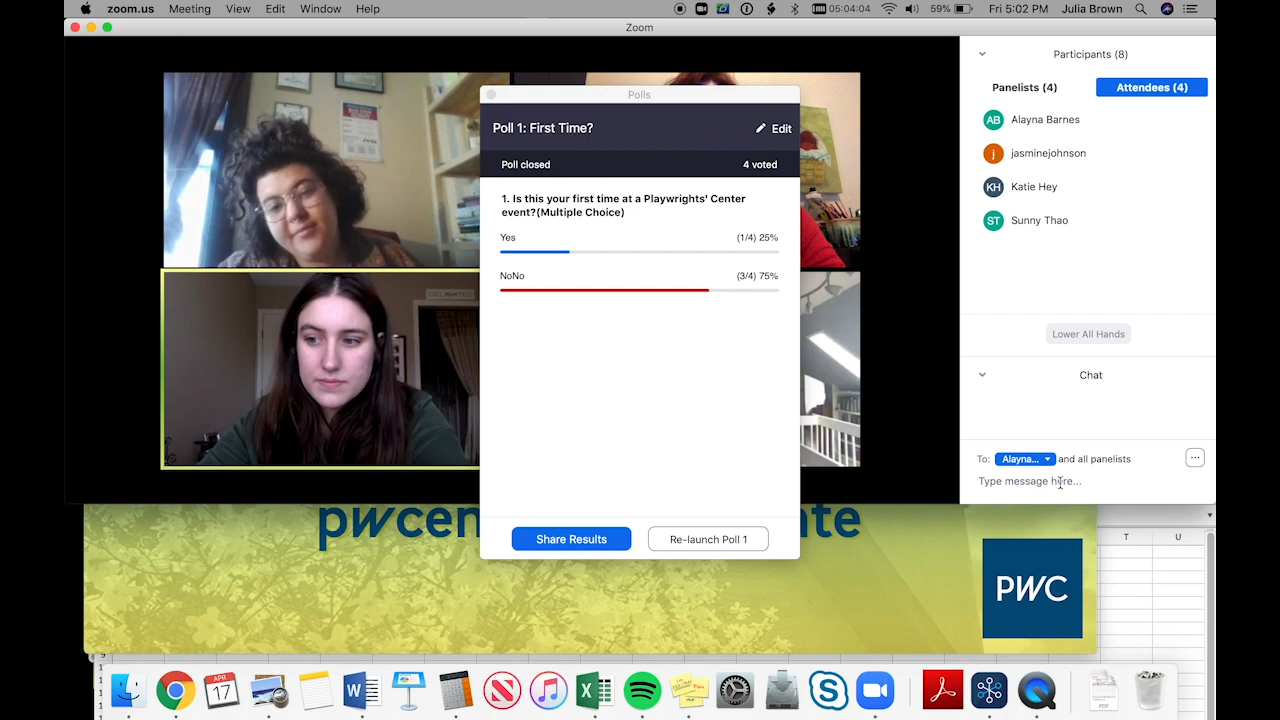 zoom.us Meeting View Edit Window Help 05:04:04 59% Fri 5:02 PM Julia Brown
Zoom
Polls
Poll 1: First Time?
Edit
Poll closed
4 voted
1. Is this your first time at a Playwrights' Center
event?(Multiple Choice)
Yes
(1/4) 25%
NoNo
(3/4) 75%
Share Results
Re-launch Poll 1
Participants (8)
Panelists (4)
Attendees (4)
AB Alayna Barnes
j jasminejohnson
KH Katie Hey
ST Sunny Thao
Lower All Hands
Chat
To: Alayna... and all panelists
Type message here...
pwcen
ate
PWC
T U
APR
17
PDF